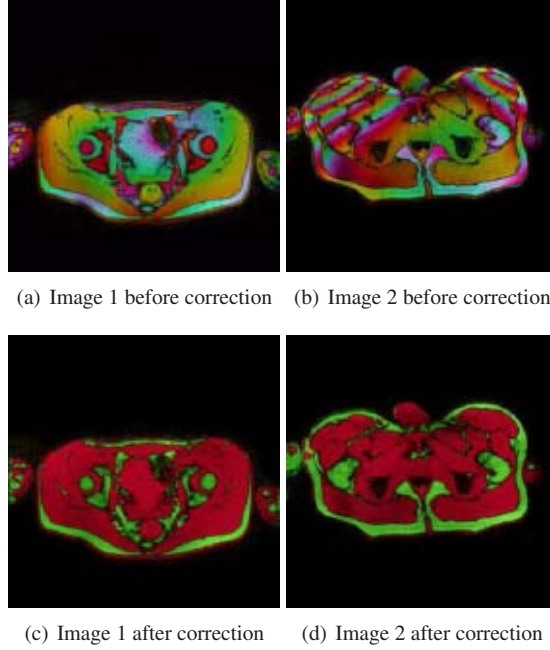 (a) Image 1 before correction
(b) Image 2 before correction
(c) Image 1 after correction
(d) Image 2 after correction